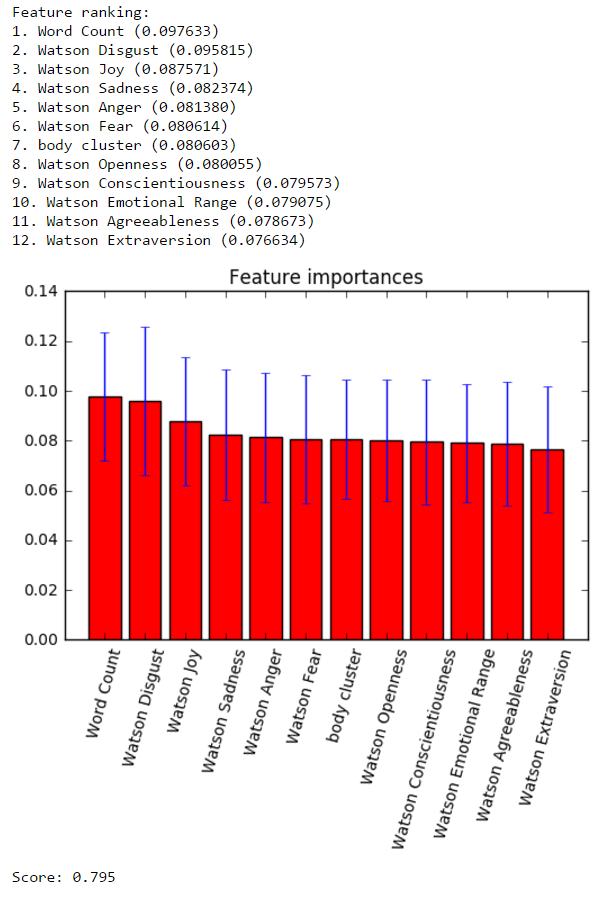 Feature ranking:
1. Word Count (0.097633)
2. Watson Disgust (0.095815)
3. Watson Joy (0.087571)
4. Watson Sadness (0.082374)
5. Watson Anger (0.081380)
6. Watson Fear (0.080614)
7. body cluster (0.080603)
8. Watson Openness (0.080055)
9. Watson Conscientiousness (0.079573)
10. Watson Emotional Range (0.079075)
11. Watson Agreeableness (0.078673)
12. Watson Extraversion (0.076634)
Feature importances
0.14
0.12
0.10
0.08
0.06
0.04
0.02
0.00
Word Count
Watson Disgust
Watson Joy
Watson Sadness
Watson Anger
Watson Fear
body cluster
Watson Openness
Watson Conscientiousness
Watson Emotional Range
Watson Agreeableness
Watson Extraversion
Score: 0.795